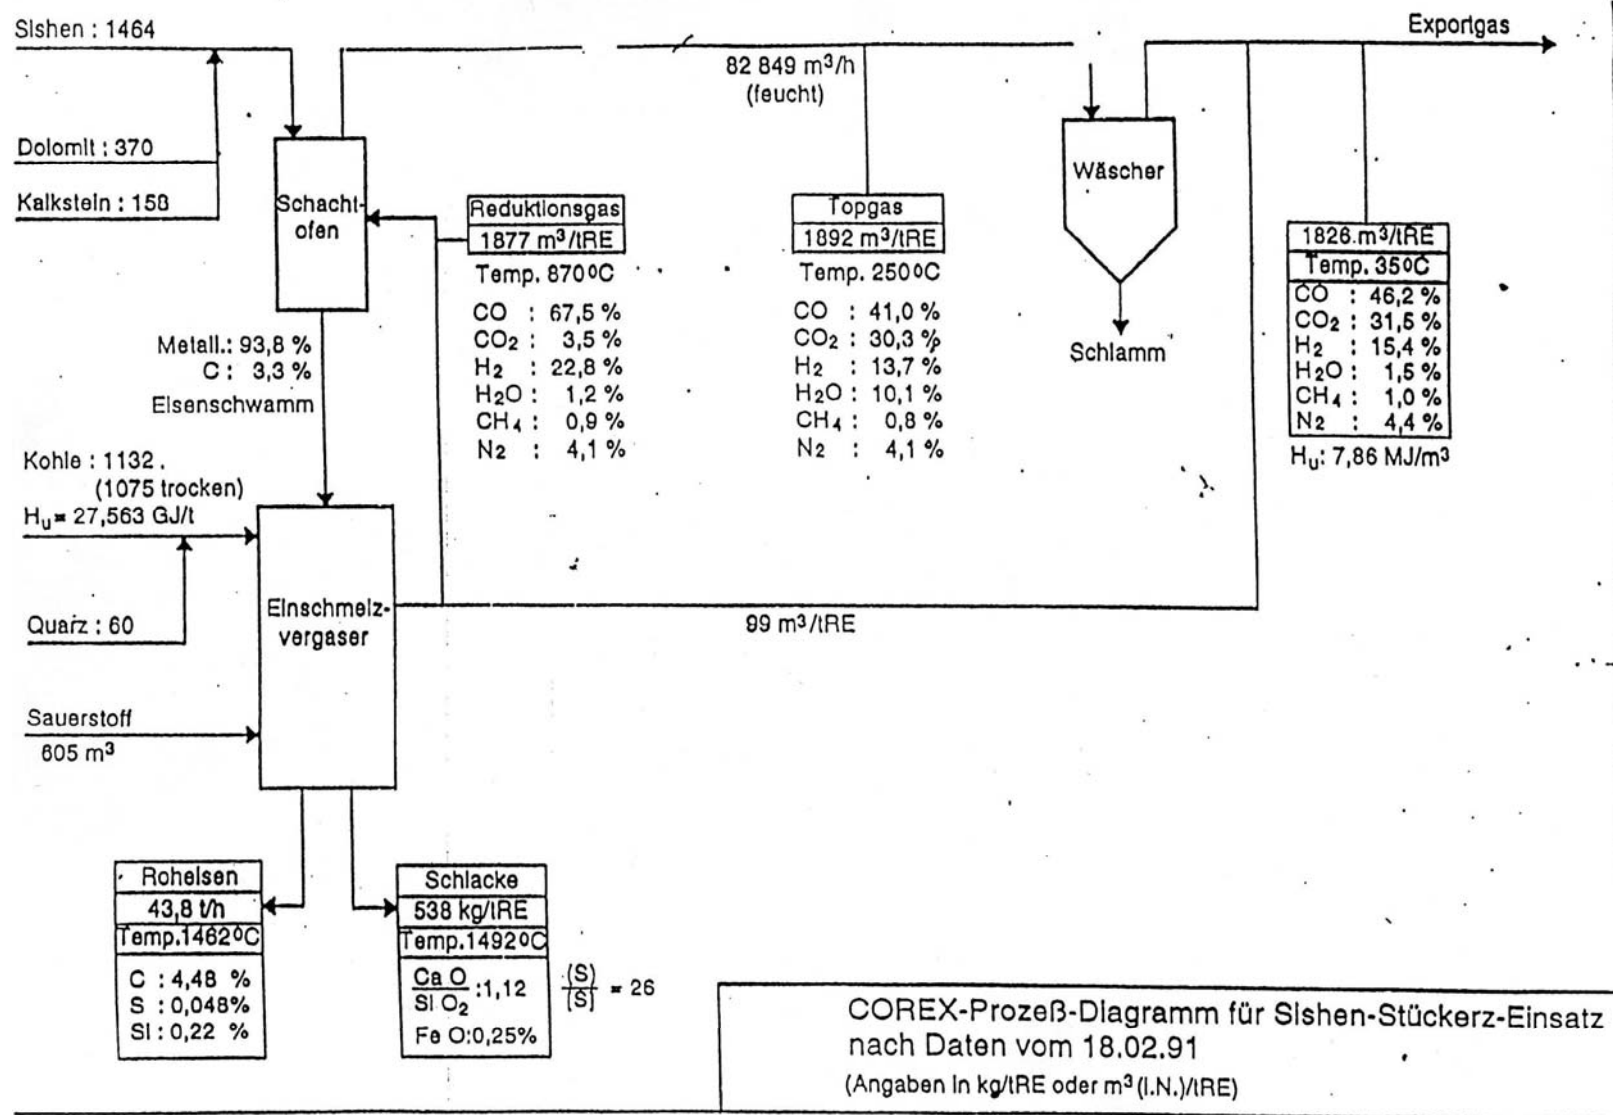 Sishen : 1464
Dolomit : 370
Kalkstein : 158
Schacht-
ofen
82 849 m³/h
(feucht)
Exportgas
Wäscher
Schlamm
Reduktionsgas
1877 m³/tRE
Temp. 870°C
CO : 67,5 %
CO₂ : 3,5 %
H₂ : 22,8 %
H₂O : 1,2 %
CH₄ : 0,9 %
N₂ : 4,1 %
Topgas
1892 m³/tRE
Temp. 250°C
CO : 41,0 %
CO₂ : 30,3 %
H₂ : 13,7 %
H₂O : 10,1 %
CH₄ : 0,8 %
N₂ : 4,1 %
1826 m³/tRE
Temp. 35°C
CO : 46,2 %
CO₂ : 31,5 %
H₂ : 15,4 %
H₂O : 1,5 %
CH₄ : 1,0 %
N₂ : 4,4 %
Hu: 7,86 MJ/m³
Metall.: 93,8 %
C : 3,3 %
Eisenschwamm
Kohle : 1132
(1075 trocken)
Hu = 27,563 GJ/t
Quarz : 60
Sauerstoff
605 m³
Einschmelz-
vergaser
99 m³/tRE
Roheisen
43,8 t/h
Temp.1462°C
C : 4,48 %
S : 0,048%
Si : 0,22 %
Schlacke
538 kg/tRE
Temp.1492°C
Ca O
Si O₂
:1,12
Fe O:0,25%
(S)
[S]
= 26
COREX-Prozeß-Diagramm für Sishen-Stückerz-Einsatz
nach Daten vom 18.02.91
(Angaben in kg/tRE oder m³(i.N.)/tRE)